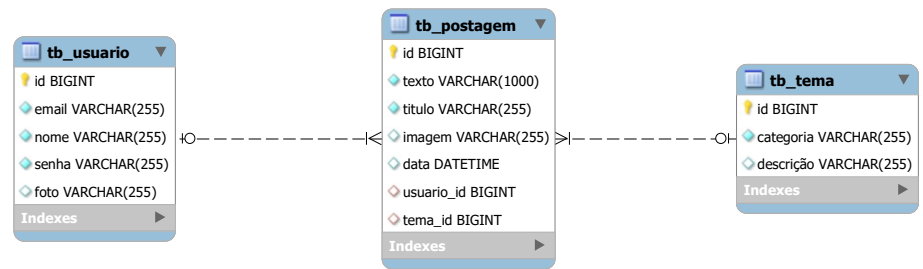 tb_usuario
id BIGINT
email VARCHAR(255)
nome VARCHAR(255)
senha VARCHAR(255)
foto VARCHAR(255)
Indexes
tb_postagem
id BIGINT
texto VARCHAR(1000)
titulo VARCHAR(255)
imagem VARCHAR(255)
data DATETIME
usuario_id BIGINT
tema_id BIGINT
Indexes
tb_tema
id BIGINT
categoria VARCHAR(255)
descrição VARCHAR(255)
Indexes